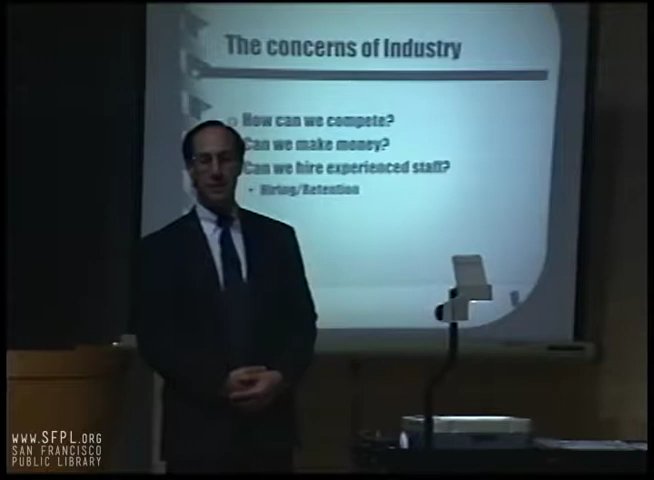 The concerns of Industry
How can we compete?
Can we make money?
Can we hire experienced staff?
• Hiring/Retention
WWW.SFPL.ORG
SAN FRANCISCO
PUBLIC LIBRARY